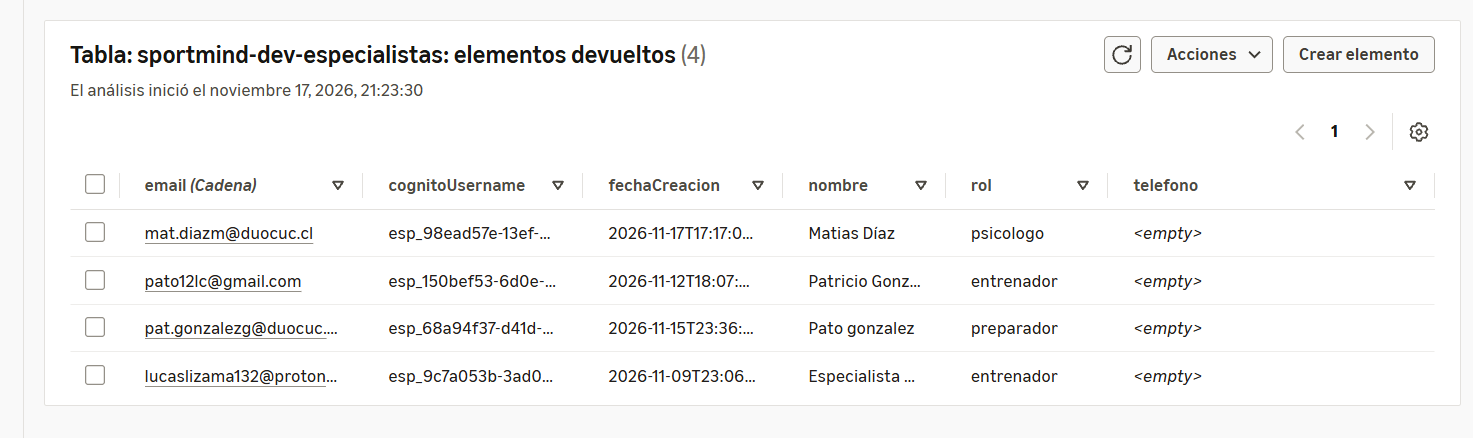 Tabla: sportmind-dev-especialistas: elementos devueltos (4)
Acciones
Crear elemento
El análisis inició el noviembre 17, 2026, 21:23:30
1
email (Cadena) cognitoUsername fechaCreacion nombre rol telefono
mat.diazm@duocuc.cl esp_98ead57e-13ef-... 2026-11-17T17:17:0... Matias Díaz psicologo <empty>
pato12lc@gmail.com esp_150bef53-6d0e-... 2026-11-12T18:07:... Patricio Gonz... entrenador <empty>
pat.gonzalezg@duocuc.... esp_68a94f37-d41d-... 2026-11-15T23:36:... Pato gonzalez preparador <empty>
lucaslizama132@proton... esp_9c7a053b-3ad0... 2026-11-09T23:06... Especialista ... entrenador <empty>